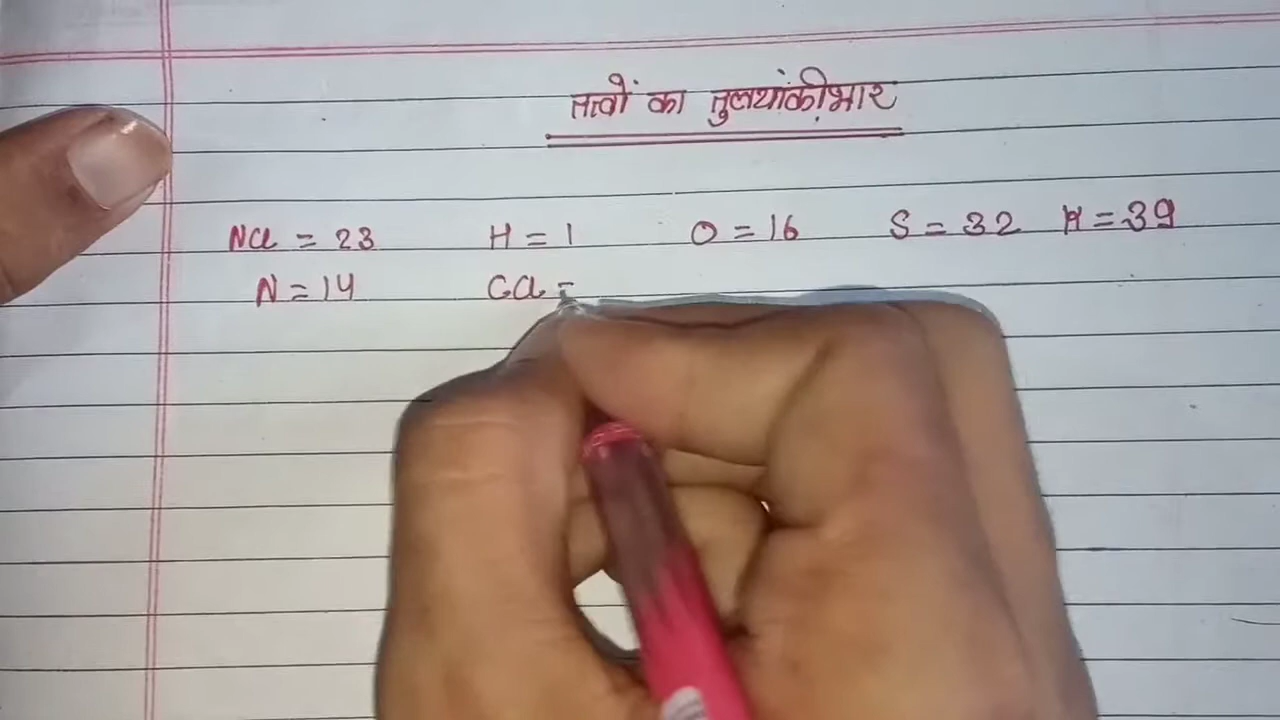 तत्वों का तुल्यांकीभार
Na = 23 H = 1 O = 16 S = 32 K = 39
N = 14 Ca =